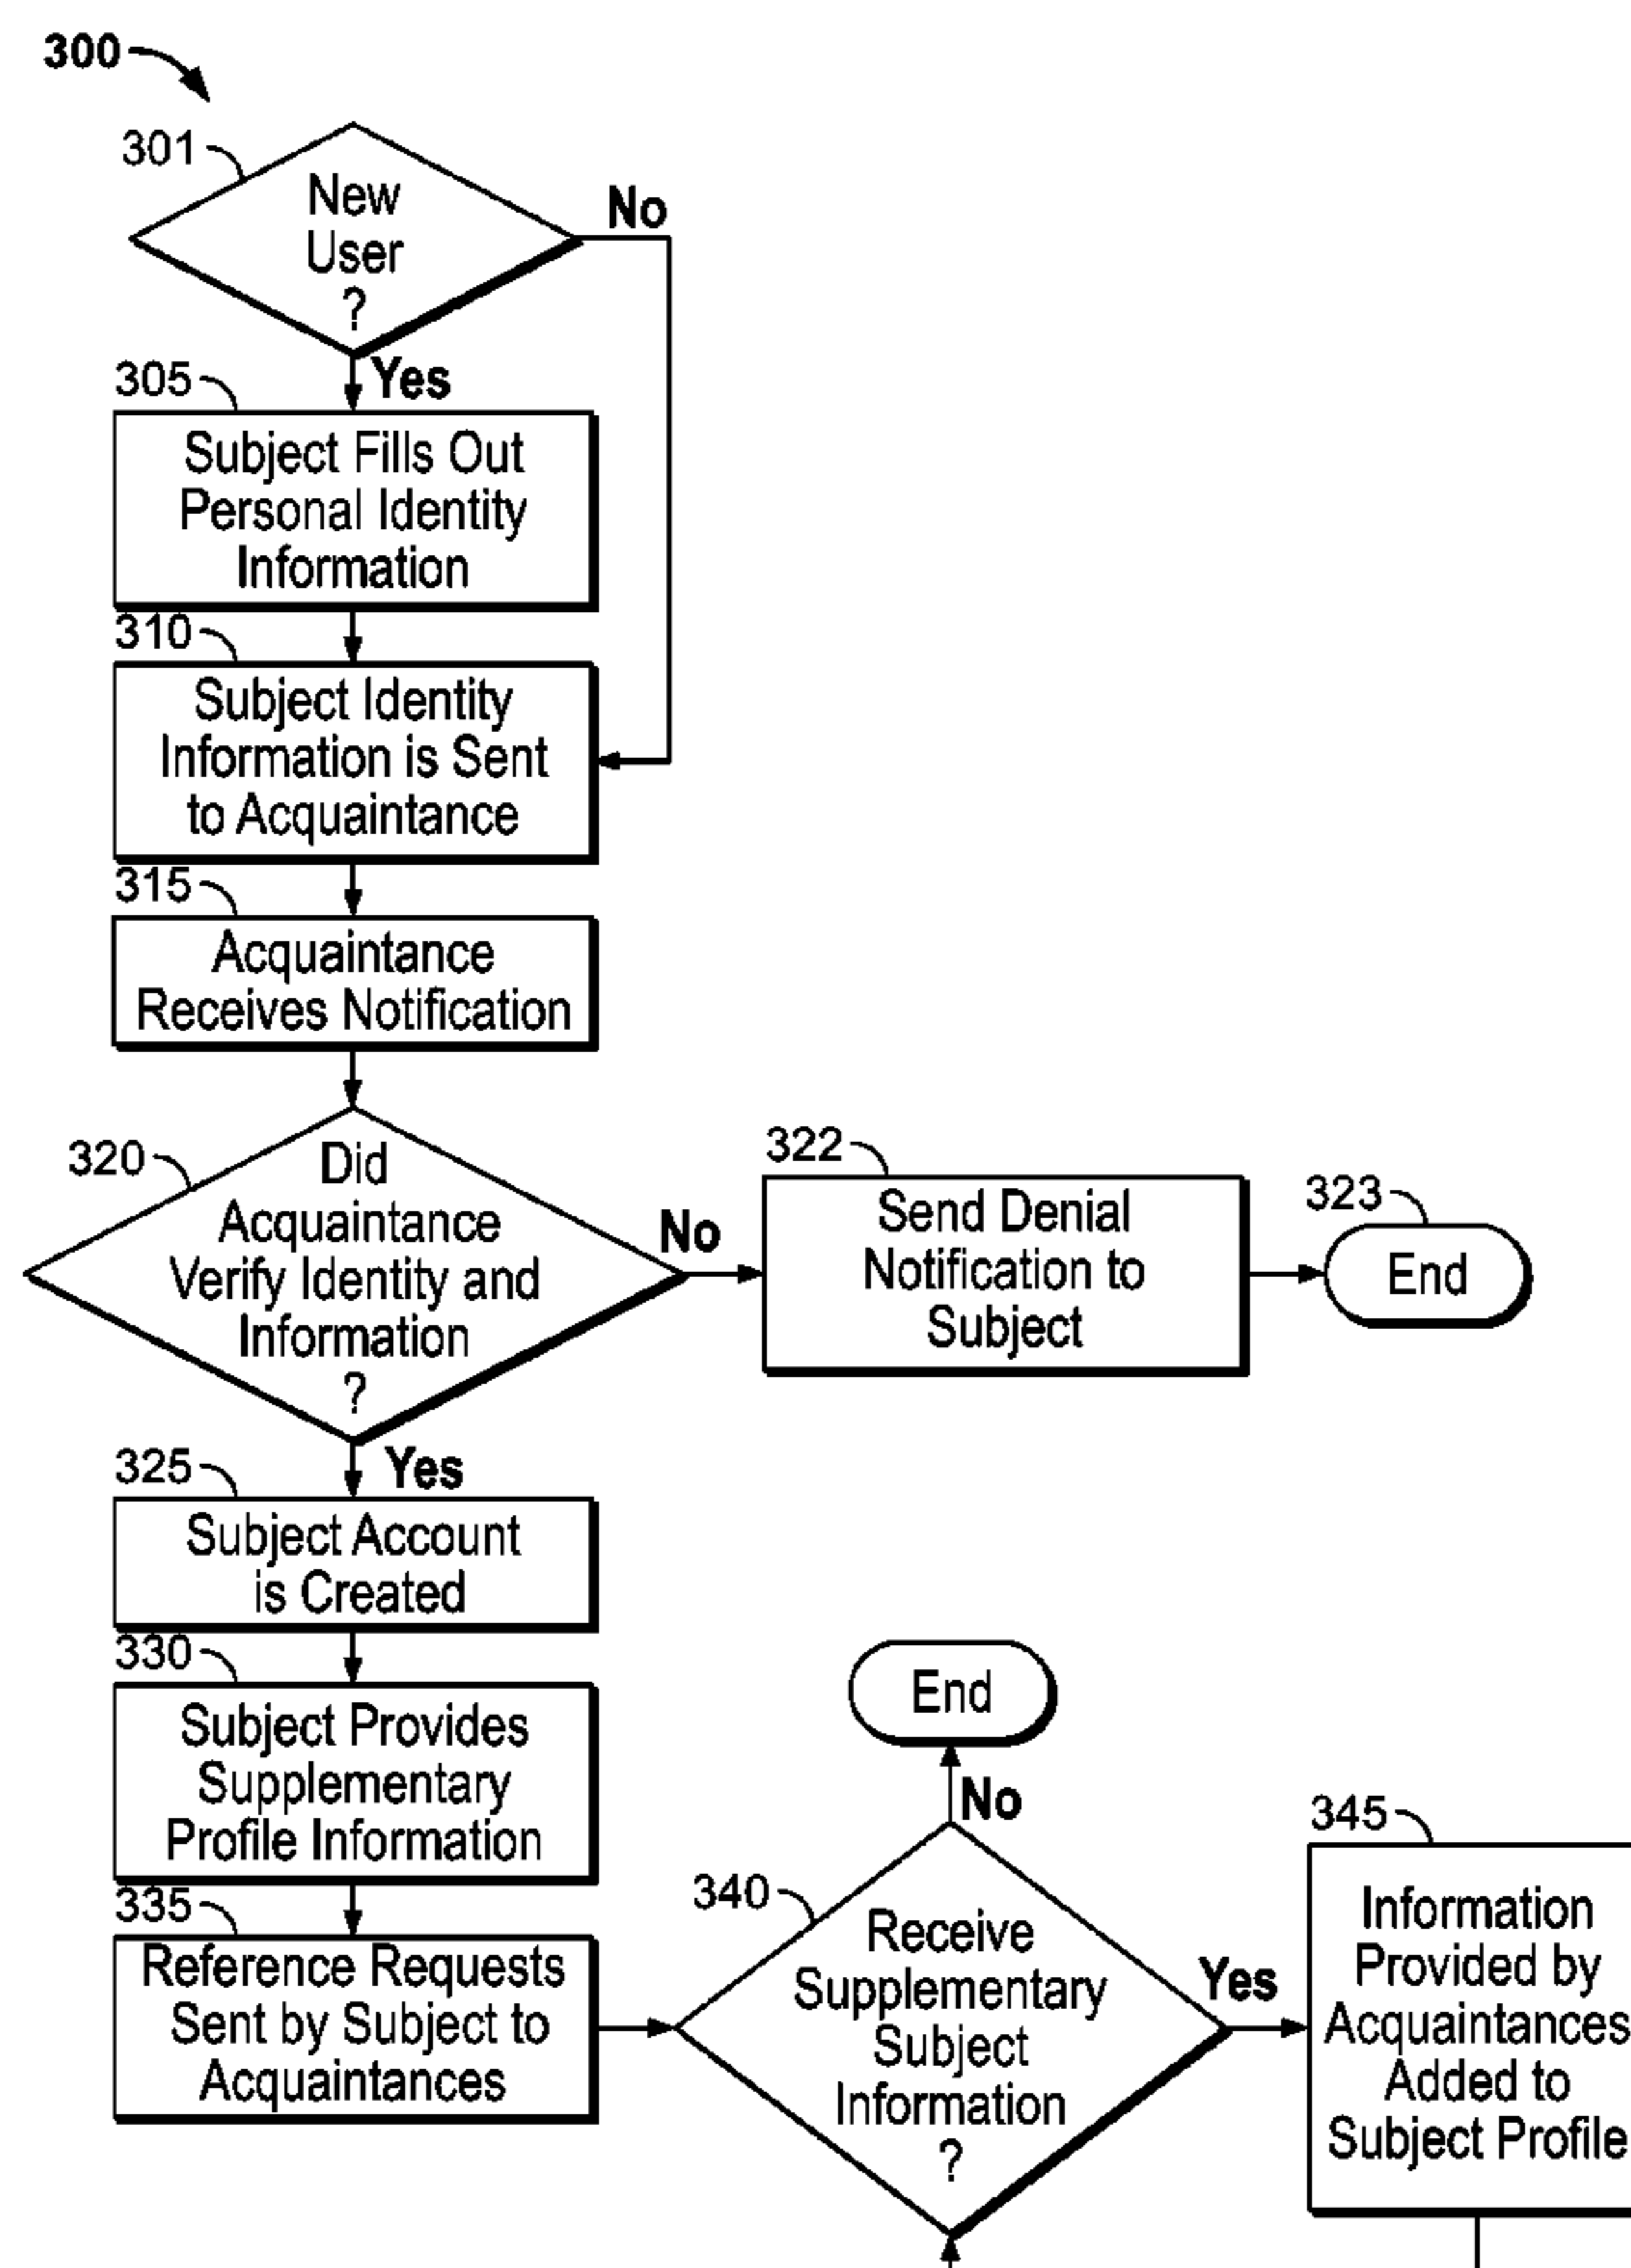 300
301
New
User
?
No
Yes
305
Subject Fills Out
Personal Identity
Information
310
Subject Identity
Information is Sent
to Acquaintance
315
Acquaintance
Receives Notification
320
Did
Acquaintance
Verify Identity and
Information
?
No
322
Send Denial
Notification to
Subject
323
End
Yes
325
Subject Account
is Created
330
Subject Provides
Supplementary
Profile Information
335
Reference Requests
Sent by Subject to
Acquaintances
End
No
340
Receive
Supplementary
Subject
Information
?
Yes
345
Information
Provided by
Acquaintances
Added to
Subject Profile